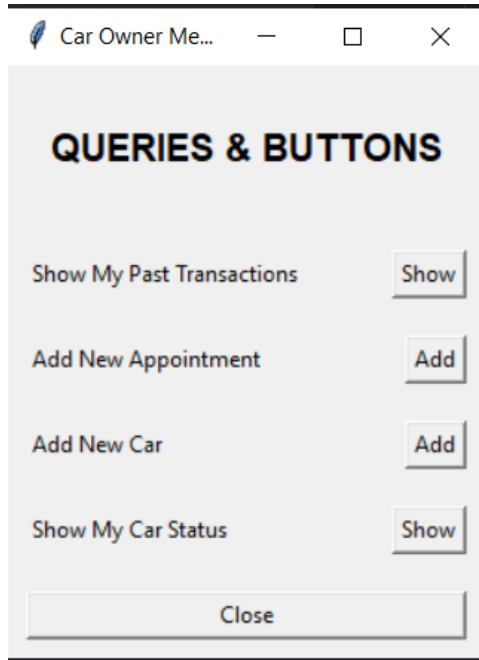 Car Owner Me...
QUERIES & BUTTONS
Show My Past Transactions Show
Add New Appointment Add
Add New Car Add
Show My Car Status Show
Close